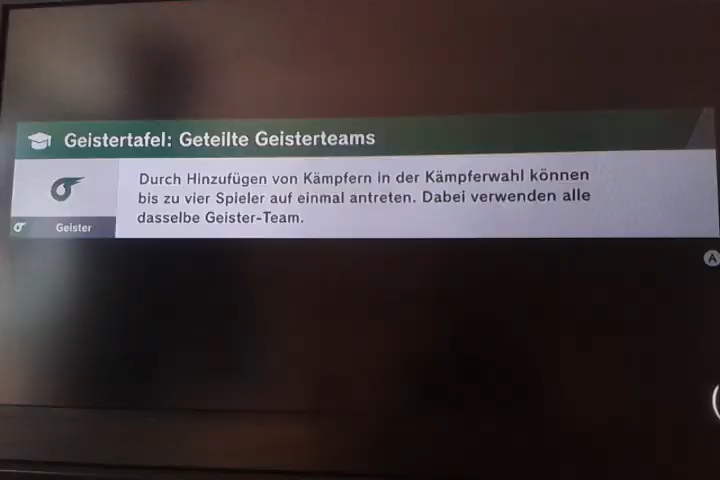 Geistertafel: Geteilte Geisterteams
Durch Hinzufügen von Kämpfern in der Kämpferwahl können
bis zu vier Spieler auf einmal antreten. Dabei verwenden alle
dasselbe Geister-Team.
Geister
A